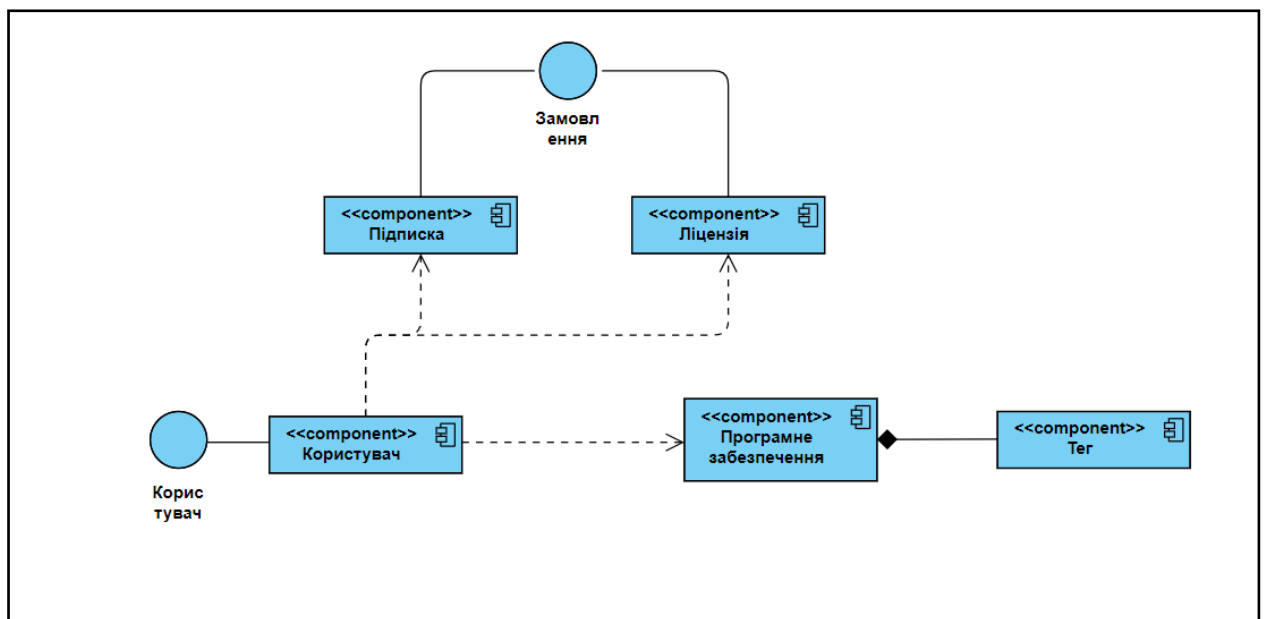 Замовл
ення
<<component>>
Підписка
<<component>>
Ліцензія
<<component>>
Користувач
<<component>>
Програмне
забезпечення
<<component>>
Тег
Корис
тувач